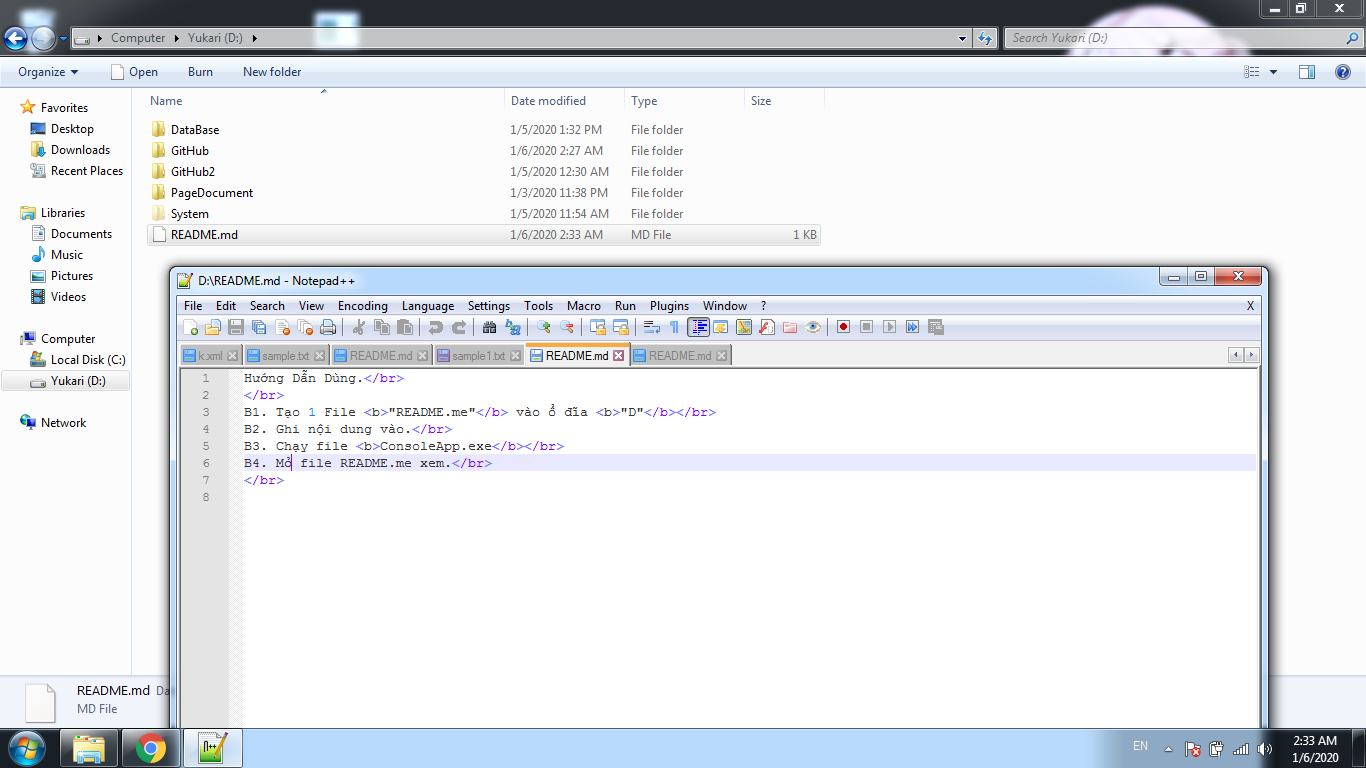 Computer Yukari (D:) Search Yukari (D:)
Organize Open Burn New folder
Name Date modified Type Size
Favorites
Desktop
Downloads
Recent Places
Libraries
Documents
Music
Pictures
Videos
Computer
Local Disk (C:)
Yukari (D:)
Network
DataBase 1/5/2020 1:32 PM File folder
GitHub 1/6/2020 2:27 AM File folder
GitHub2 1/5/2020 12:30 AM File folder
PageDocument 1/3/2020 11:38 PM File folder
System 1/5/2020 11:54 AM File folder
README.md 1/6/2020 2:33 AM MD File 1 KB
D:\README.md - Notepad++
File Edit Search View Encoding Language Settings Tools Macro Run Plugins Window ? X
k.xml sample.txt README.md sample1.txt README.md README.md
1 Hướng Dẫn Dùng.</br>
2 </br>
3 B1. Tạo 1 File <b>"README.me"</b> vào ổ đĩa <b>"D"</b></br>
4 B2. Ghi nội dung vào.</br>
5 B3. Chạy file <b>ConsoleApp.exe</b></br>
6 B4. Mở file README.me xem.</br>
7 </br>
8
README.md Da
MD File
EN 2:33 AM
1/6/2020